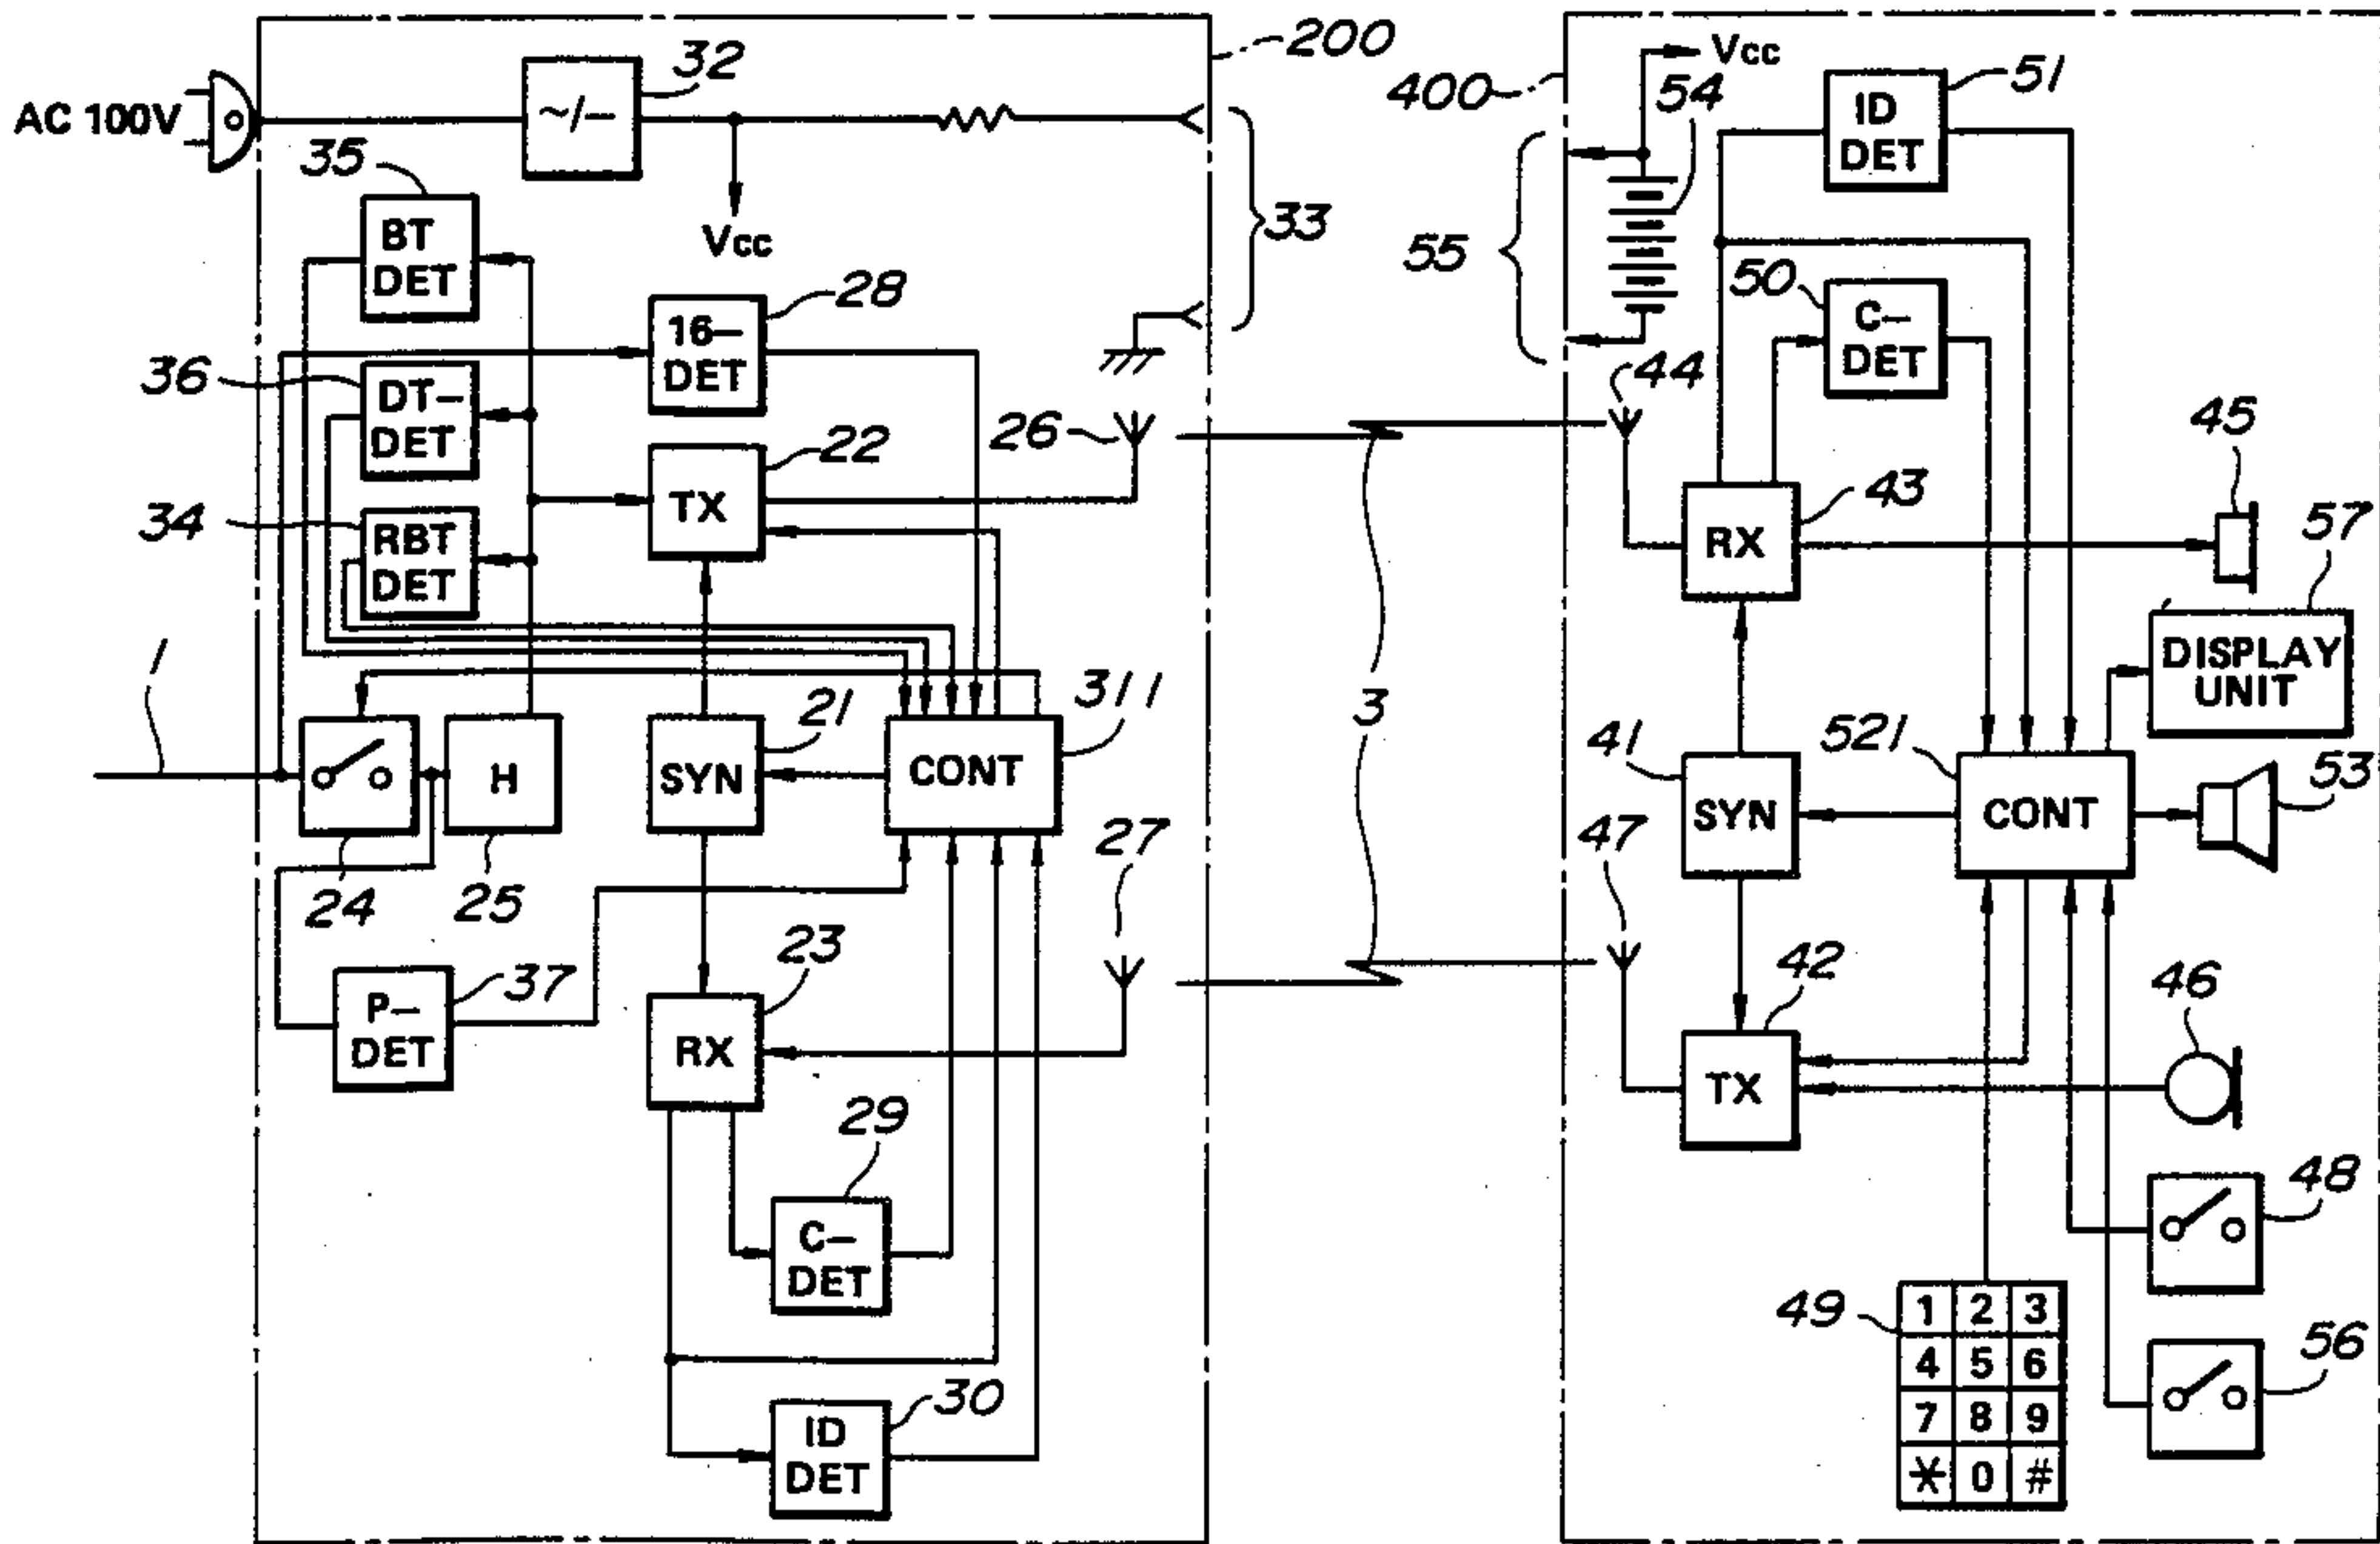 AC 100V
~/−
32
200
33
Vcc
35
BT
DET
36
DT−
DET
34
RBT
DET
16−
DET
28
TX
22
26
1
24
H
25
SYN
21
CONT
311
27
P−
DET
37
RX
23
C−
DET
29
ID
DET
30
3
400
Vcc
54
55
ID
DET
51
50
C−
DET
44
RX
43
45
57
DISPLAY
UNIT
41
SYN
521
CONT
53
47
TX
42
46
48
49
1 2 3
4 5 6
7 8 9
* 0 #
56